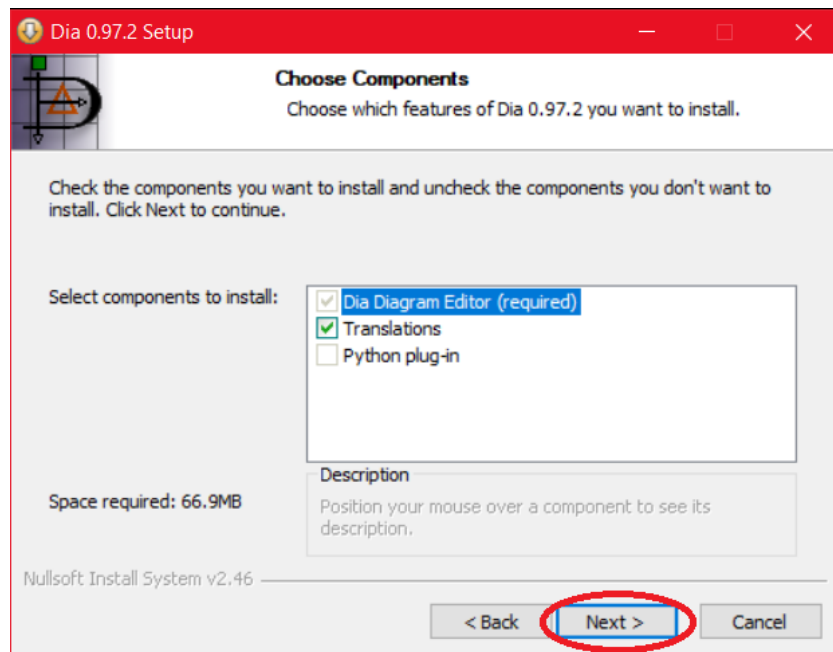 Dia 0.97.2 Setup
Choose Components
Choose which features of Dia 0.97.2 you want to install.
Check the components you want to install and uncheck the components you don't want to
install. Click Next to continue.
Select components to install:
Dia Diagram Editor (required)
Translations
Python plug-in
Space required: 66.9MB
Description
Position your mouse over a component to see its
description.
Nullsoft Install System v2.46
< Back
Next >
Cancel